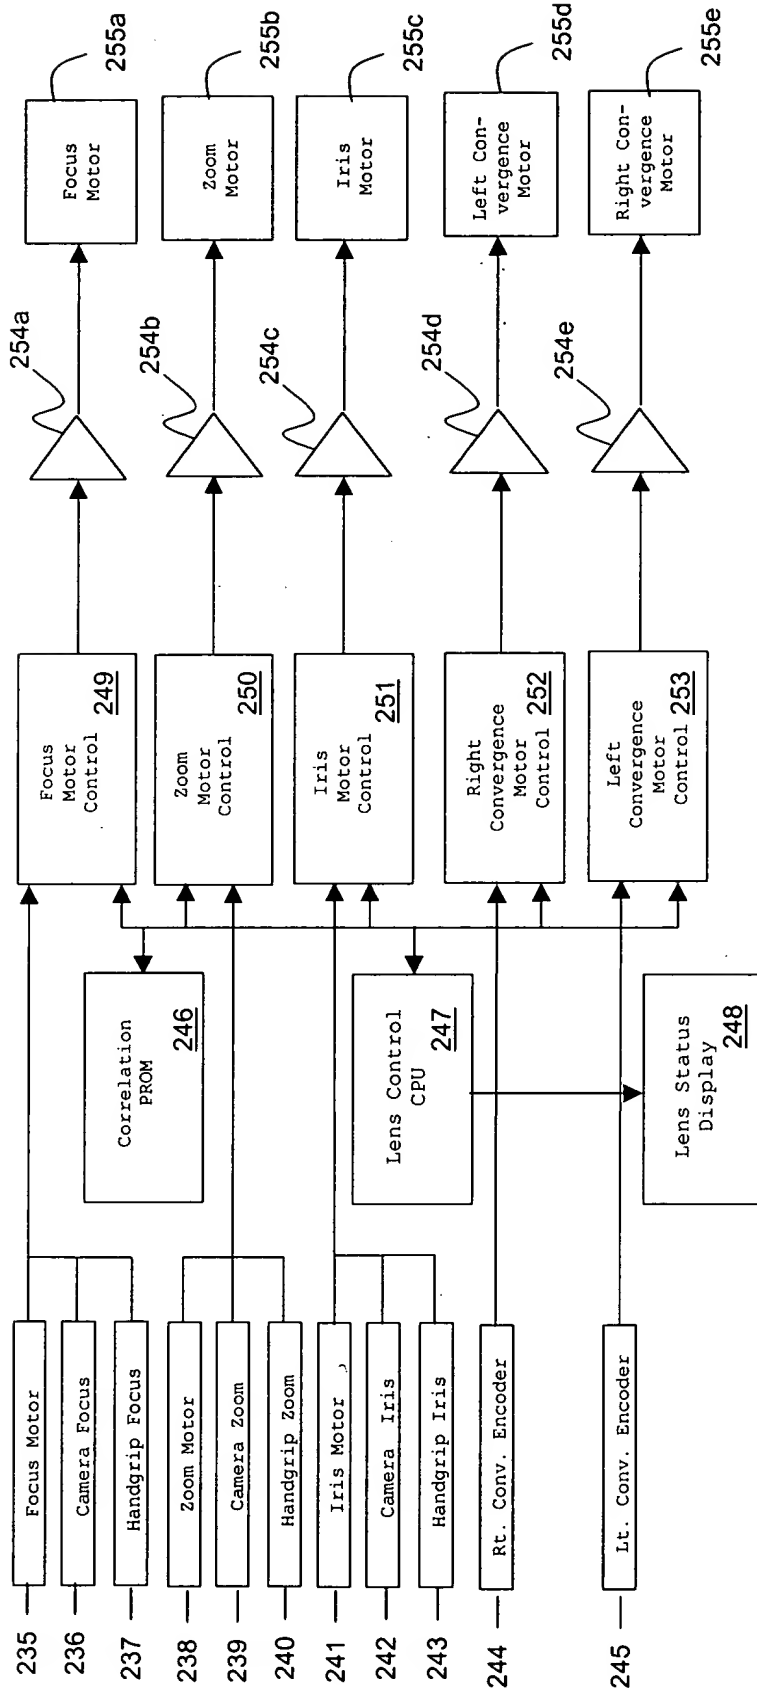 235
Focus Motor
236
Camera Focus
237
Handgrip Focus
238
Zoom Motor
239
Camera Zoom
240
Handgrip Zoom
241
Iris Motor
242
Camera Iris
243
Handgrip Iris
244
Rt. Conv. Encoder
245
Lt. Conv. Encoder
Correlation
PROM
246
Lens Control
CPU
247
Lens Status
Display
248
Focus
Motor
Control
249
Zoom
Motor
Control
250
Iris
Motor
Control
251
Right
Convergence
Motor
Control
252
Left
Convergence
Motor
Control
253
254a
254b
254c
254d
254e
Focus
Motor
255a
Zoom
Motor
255b
Iris
Motor
255c
Left Con-
vergence
Motor
255d
Right Con-
vergence
Motor
255e